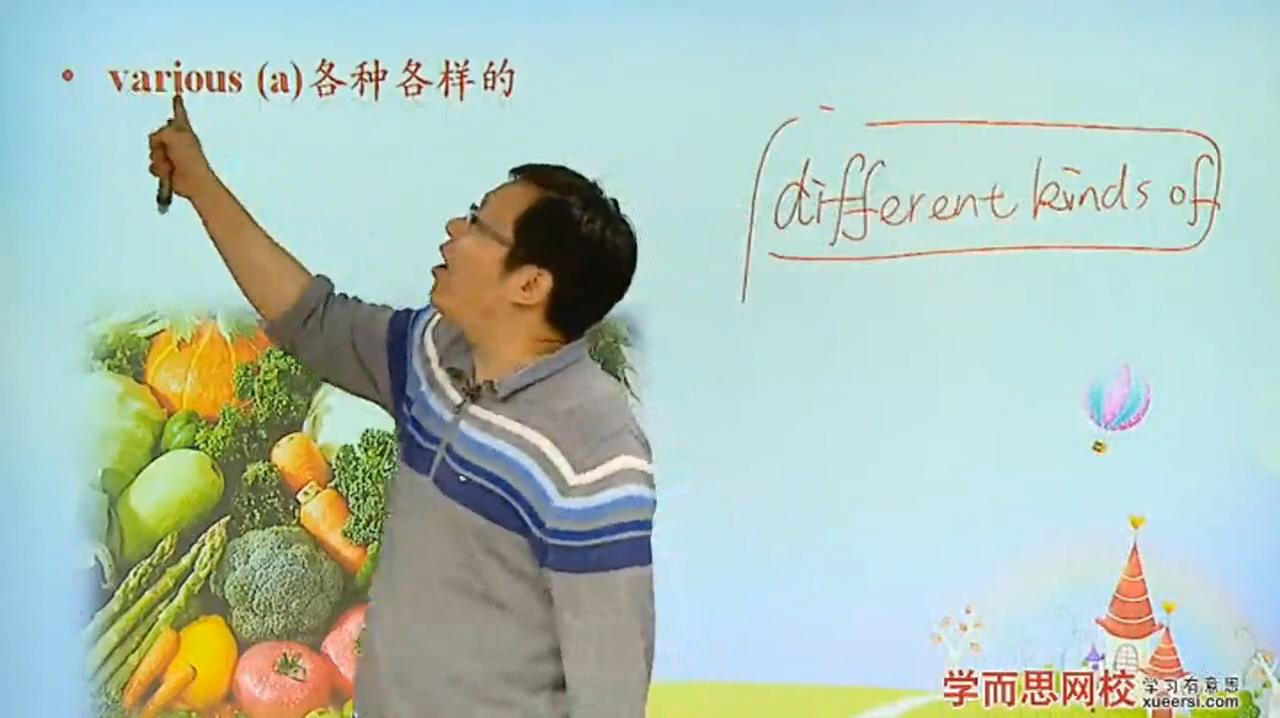 • various (a)各种各样的
different kinds of
学而思网校 学习有意思
xueersi.com